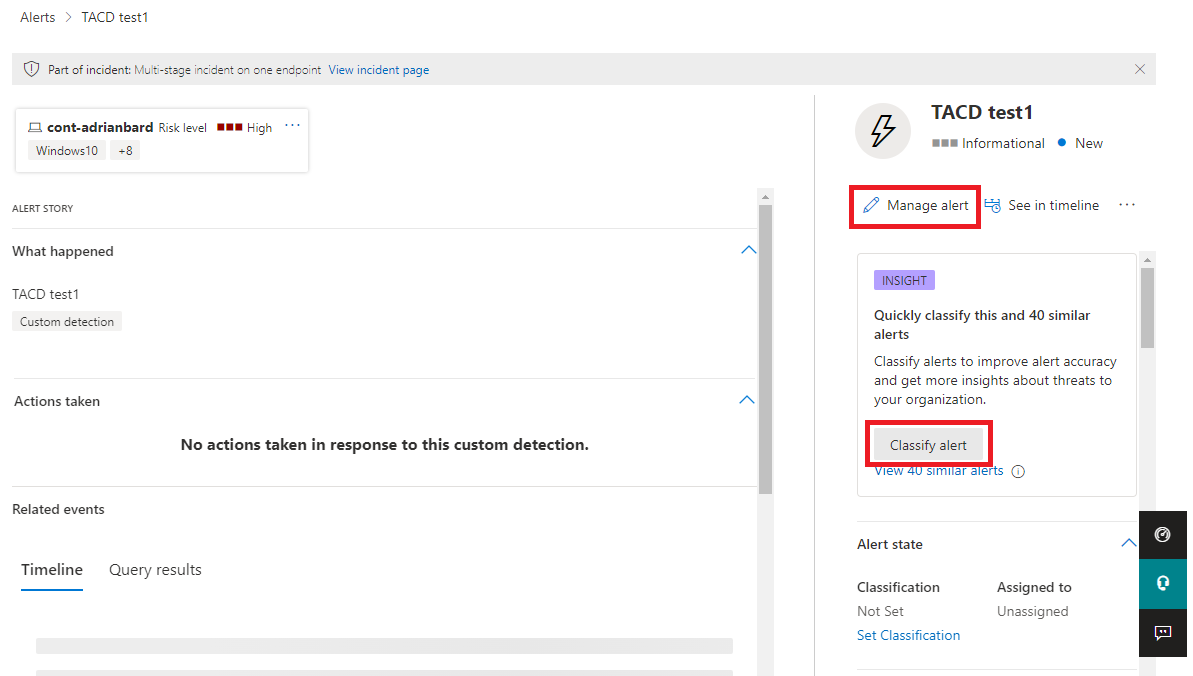 Alerts > TACD test1
Part of incident: Multi-stage incident on one endpoint View incident page
cont-adrianbard Risk level High ...
Windows10 +8
ALERT STORY
What happened
TACD test1
Custom detection
Actions taken
No actions taken in response to this custom detection.
Related events
Timeline Query results
TACD test1
Informational New
Manage alert See in timeline ...
INSIGHT
Quickly classify this and 40 similar
alerts
Classify alerts to improve alert accuracy
and get more insights about threats to
your organization.
Classify alert
View 40 similar alerts
Alert state
Classification Assigned to
Not Set Unassigned
Set Classification